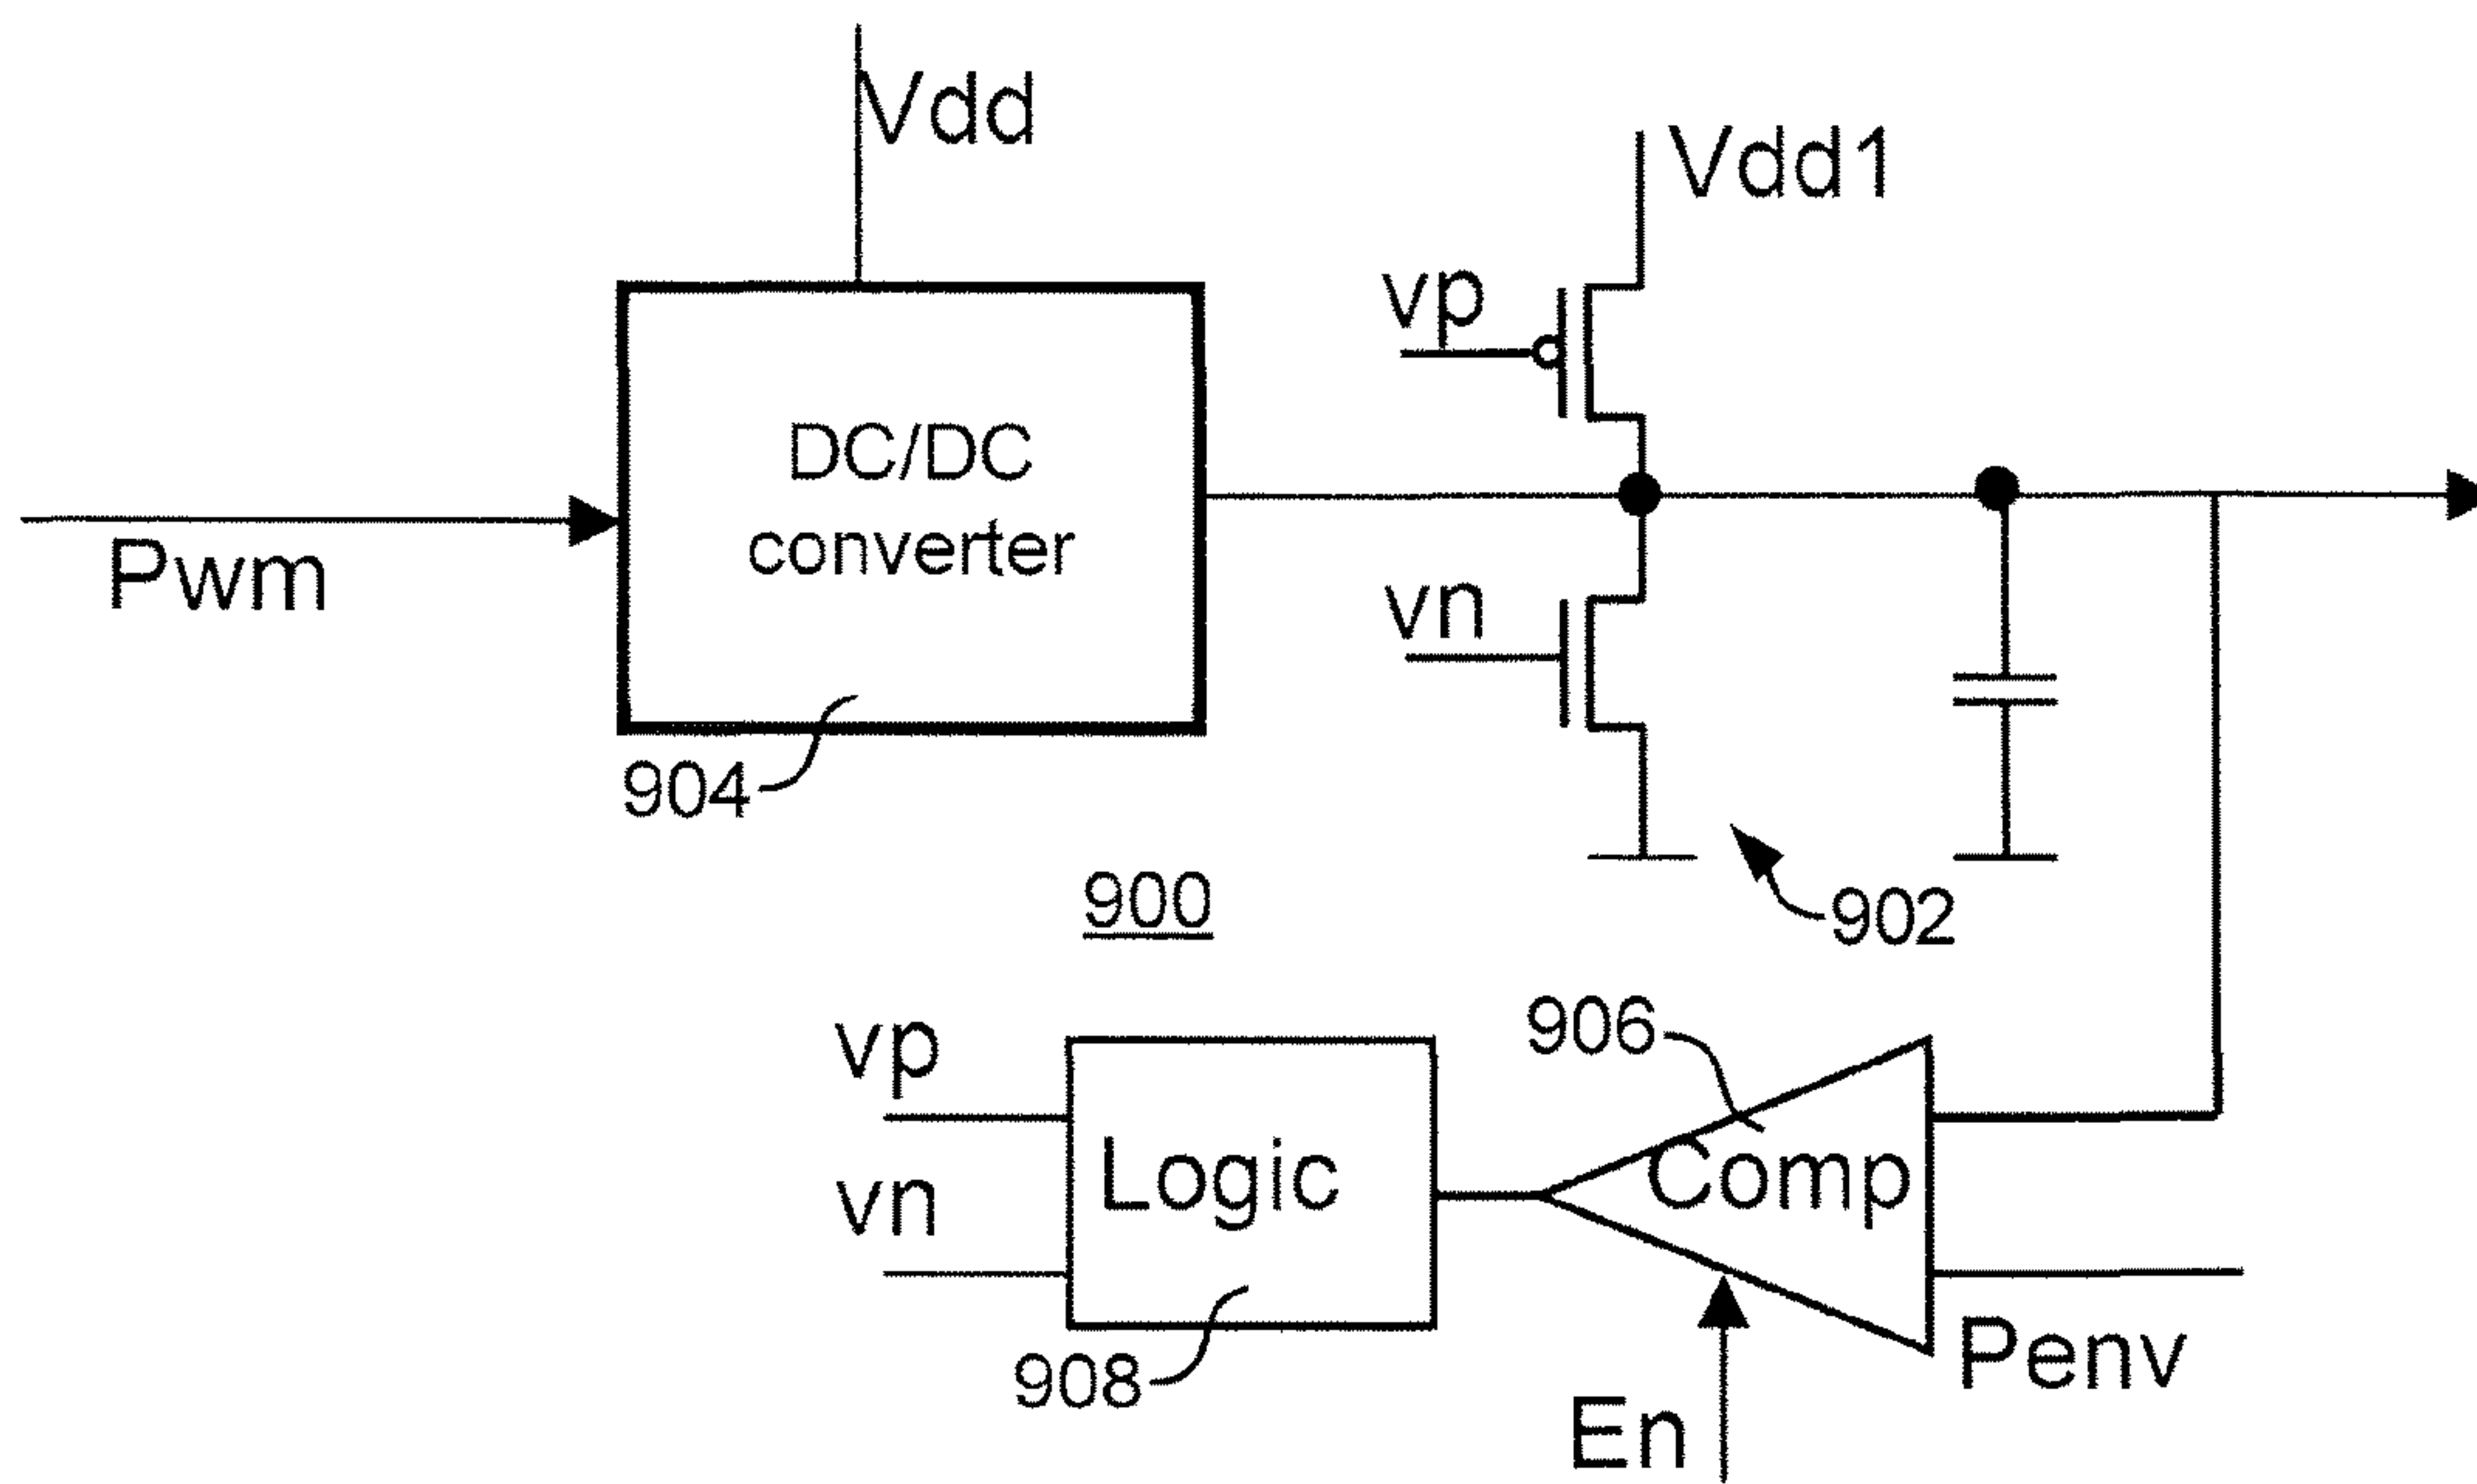 Vdd
Vdd1
vp
DC/DC
converter
Pwm
vn
904
900
902
906
vp
Logic
Comp
vn
Penv
908
En